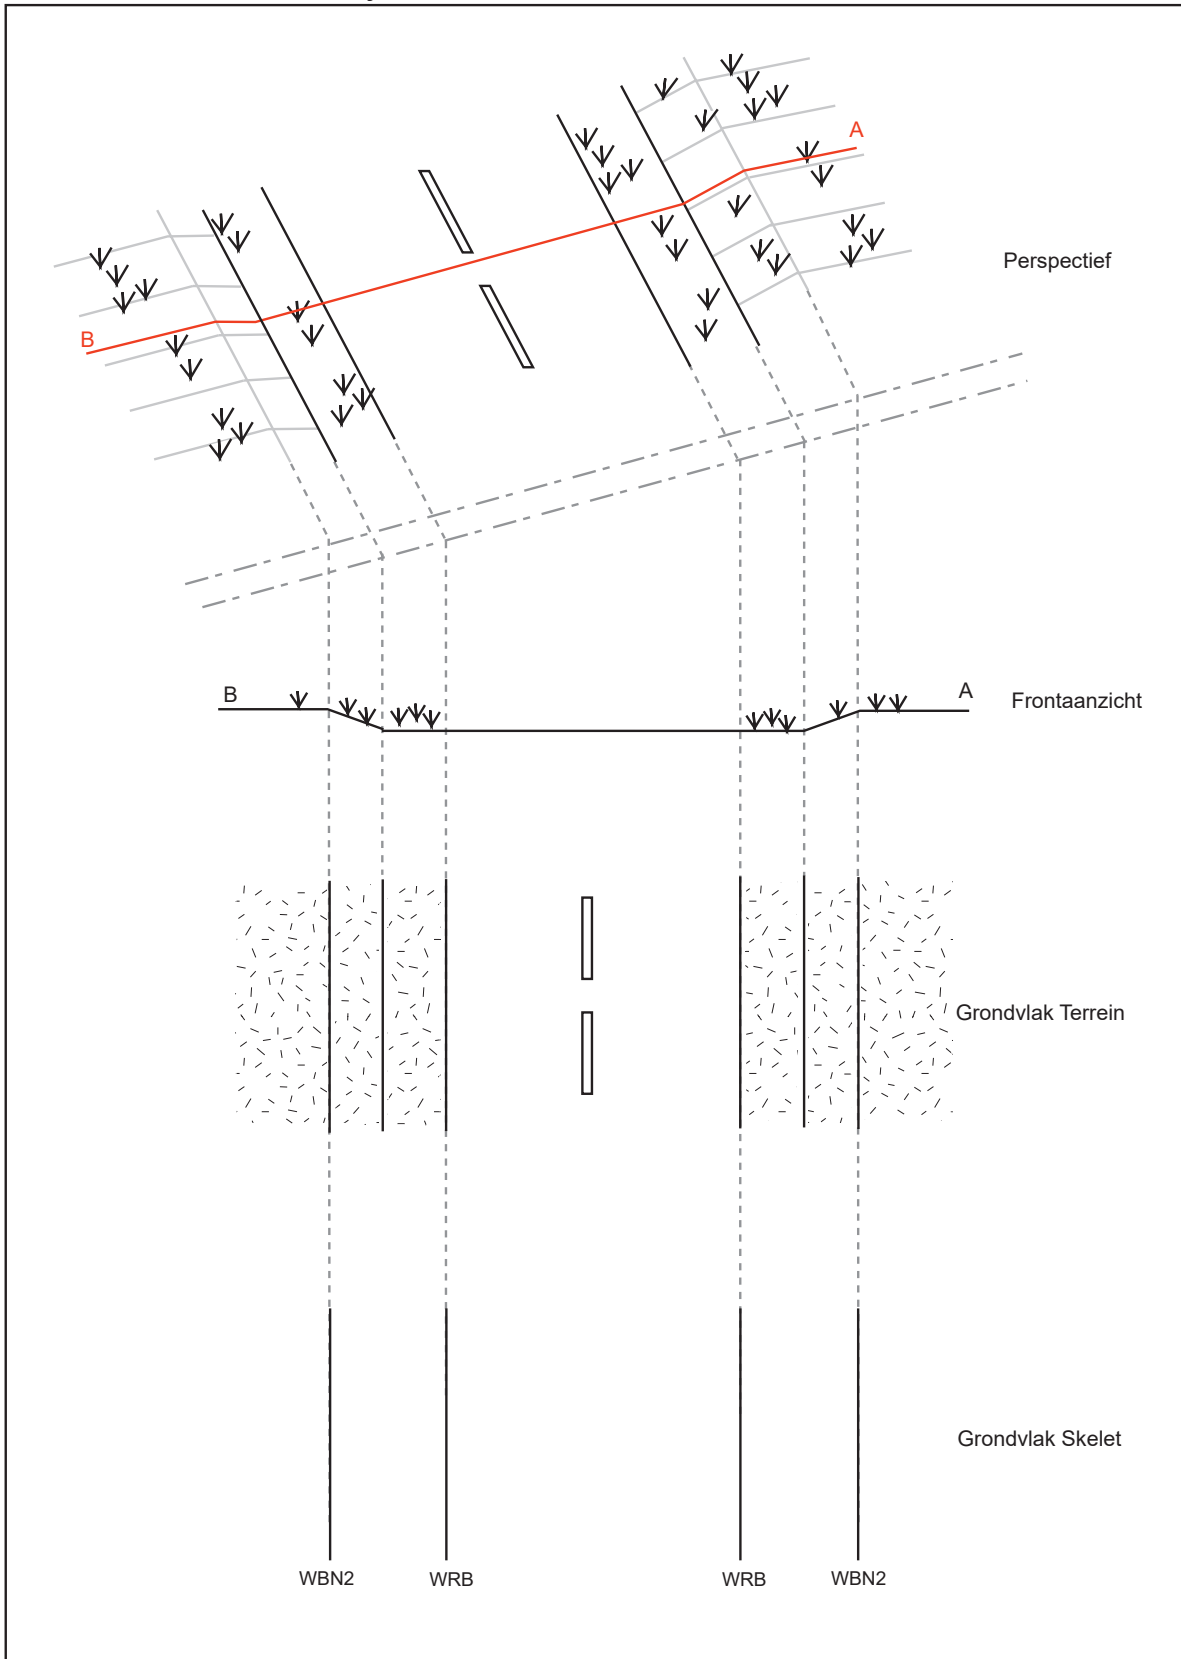 A
Perspectief
B
B
A
Frontaanzicht
Grondvlak Terrein
Grondvlak Skelet
WBN2
WRB
WRB
WBN2